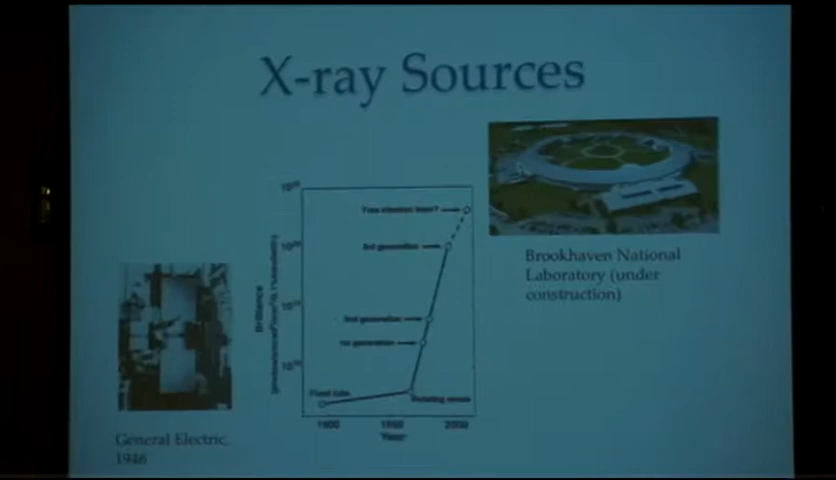 X-ray Sources
Free electron laser?
3rd generation
2nd generation
1st generation
Fixed tube
Rotating anode
Brilliance
1900
1950
2000
Year
Brookhaven National
Laboratory (under
construction)
General Electric,
1946